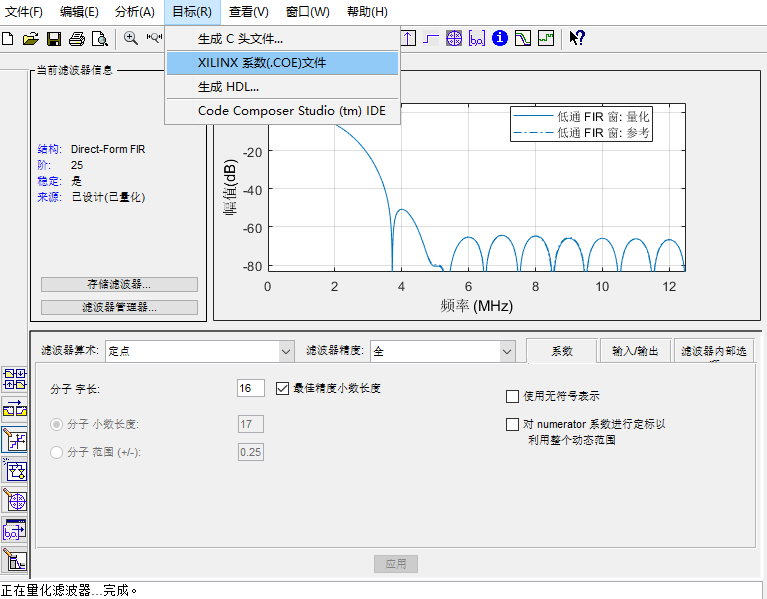 文件(F) 编辑(E) 分析(A) 目标(R) 查看(V) 窗口(W) 帮助(H)
生成 C 头文件...
XILINX 系数(.COE)文件
生成 HDL...
Code Composer Studio (tm) IDE
当前滤波器信息
结构: Direct-Form FIR
阶: 25
稳定: 是
来源: 已设计(已量化)
存储滤波器...
滤波器管理器...
低通 FIR 窗: 量化
低通 FIR 窗: 参考
幅值(dB)
-20
-40
-60
-80
0 2 4 6 8 10 12
频率 (MHz)
滤波器算术: 定点
滤波器精度: 全
系数 输入/输出 滤波器内部选
分子 字长: 16 最佳精度小数长度
分子 小数长度: 17
分子 范围 (+/-): 0.25
使用无符号表示
对 numerator 系数进行定标以
利用整个动态范围
应用
正在量化滤波器...完成。